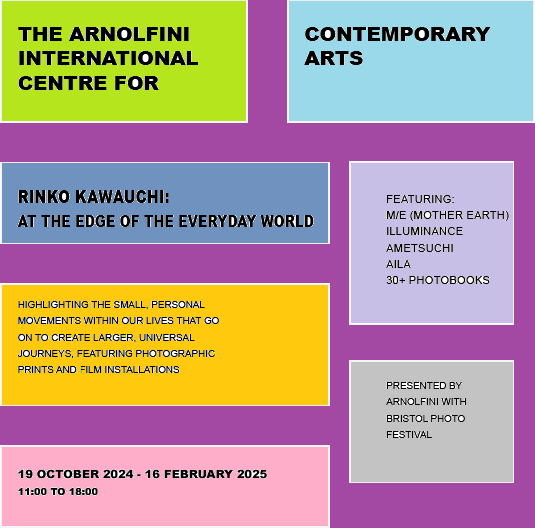 THE ARNOLFINI
INTERNATIONAL
CENTRE FOR
CONTEMPORARY
ARTS
RINKO KAWAUCHI:
AT THE EDGE OF THE EVERYDAY WORLD
FEATURING:
M/E (MOTHER EARTH)
ILLUMINANCE
AMETSUCHI
AILA
30+ PHOTOBOOKS
HIGHLIGHTING THE SMALL, PERSONAL
MOVEMENTS WITHIN OUR LIVES THAT GO
ON TO CREATE LARGER, UNIVERSAL
JOURNEYS, FEATURING PHOTOGRAPHIC
PRINTS AND FILM INSTALLATIONS
PRESENTED BY
ARNOLFINI WITH
BRISTOL PHOTO
FESTIVAL
19 OCTOBER 2024 - 16 FEBRUARY 2025
11:00 TO 18:00